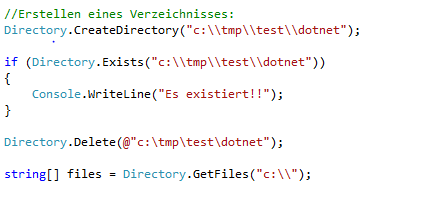 //Erstellen eines Verzeichnisses:
Directory.CreateDirectory("c:\\tmp\\test\\dotnet");
if (Directory.Exists("c:\\tmp\\test\\dotnet"))
{
    Console.WriteLine("Es existiert!!");
}
Directory.Delete(@"c:\tmp\test\dotnet");
string[] files = Directory.GetFiles("c:\\");